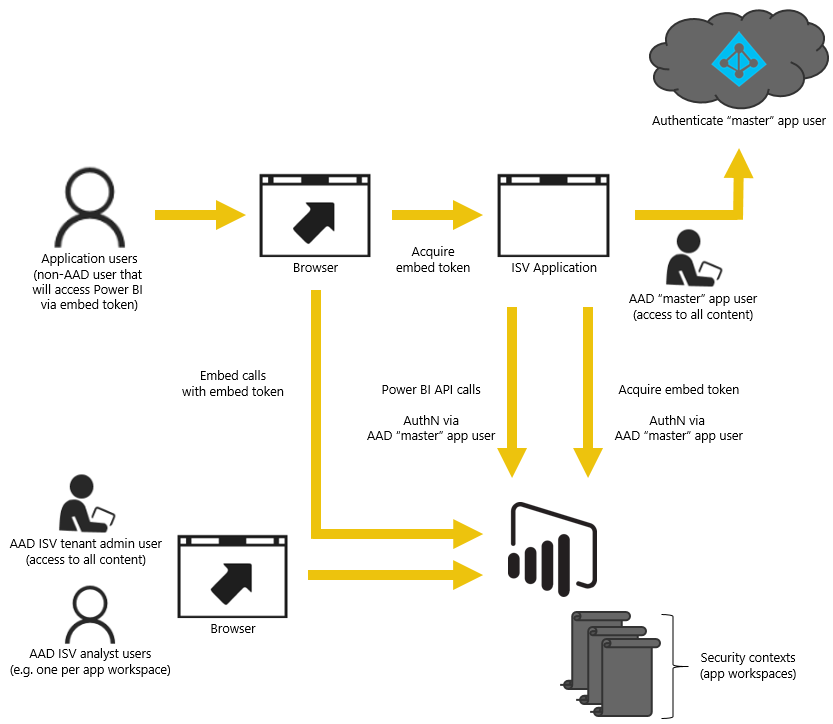 Authenticate “master” app user
Application users
(non-AAD user that
will access Power BI
via embed token)
Browser
Acquire
embed token
ISV Application
AAD “master” app user
(access to all content)
Embed calls
with embed token
Power BI API calls
AuthN via
AAD “master” app user
Acquire embed token
AuthN via
AAD “master” app user
AAD ISV tenant admin user
(access to all content)
AAD ISV analyst users
(e.g. one per app workspace)
Browser
Security contexts
(app workspaces)